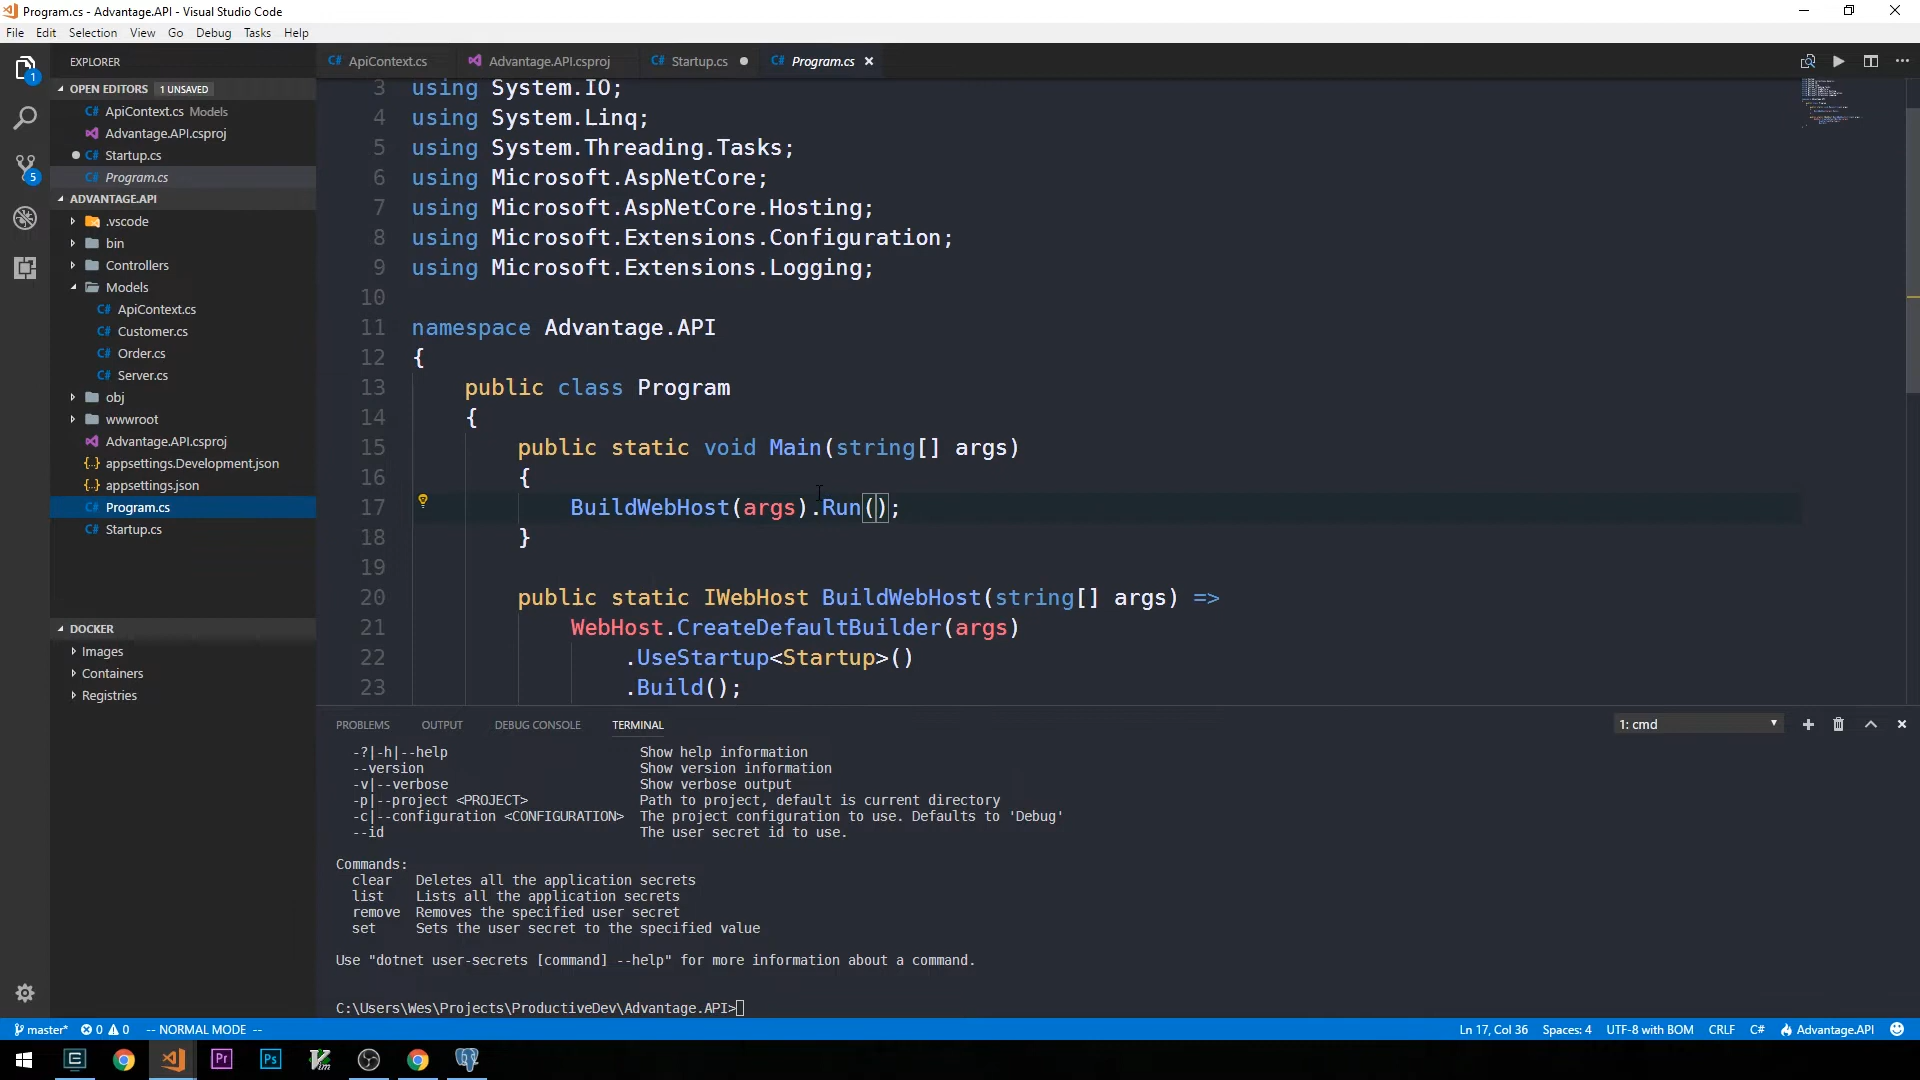 Program.cs - Advantage.API - Visual Studio Code
File Edit Selection View Go Debug Tasks Help
EXPLORER
OPEN EDITORS 1 UNSAVED
C# ApiContext.cs Models
Advantage.API.csproj
C# Startup.cs
C# Program.cs
ADVANTAGE.API
.vscode
bin
Controllers
Models
C# ApiContext.cs
C# Customer.cs
C# Order.cs
C# Server.cs
obj
wwwroot
Advantage.API.csproj
{..} appsettings.Development.json
{..} appsettings.json
C# Program.cs
C# Startup.cs
DOCKER
Images
Containers
Registries
1
5
C# ApiContext.cs Advantage.API.csproj C# Startup.cs C# Program.cs
3 using System.IO;
4 using System.Linq;
5 using System.Threading.Tasks;
6 using Microsoft.AspNetCore;
7 using Microsoft.AspNetCore.Hosting;
8 using Microsoft.Extensions.Configuration;
9 using Microsoft.Extensions.Logging;
10
11 namespace Advantage.API
12 {
13 public class Program
14 {
15 public static void Main(string[] args)
16 {
17 BuildWebHost(args).Run();
18 }
19
20 public static IWebHost BuildWebHost(string[] args) =>
21 WebHost.CreateDefaultBuilder(args)
22 .UseStartup<Startup>()
23 .Build();
PROBLEMS OUTPUT DEBUG CONSOLE TERMINAL 1: cmd
-?|-h|--help Show help information
--version Show version information
-v|--verbose Show verbose output
-p|--project <PROJECT> Path to project, default is current directory
-c|--configuration <CONFIGURATION> The project configuration to use. Defaults to 'Debug'
--id The user secret id to use.
Commands:
clear Deletes all the application secrets
list Lists all the application secrets
remove Removes the specified user secret
set Sets the user secret to the specified value
Use "dotnet user-secrets [command] --help" for more information about a command.
C:\Users\Wes\Projects\ProductiveDev\Advantage.API>
master* 0 0 -- NORMAL MODE -- Ln 17, Col 36 Spaces: 4 UTF-8 with BOM CRLF C# Advantage.API
Pr Ps Vim